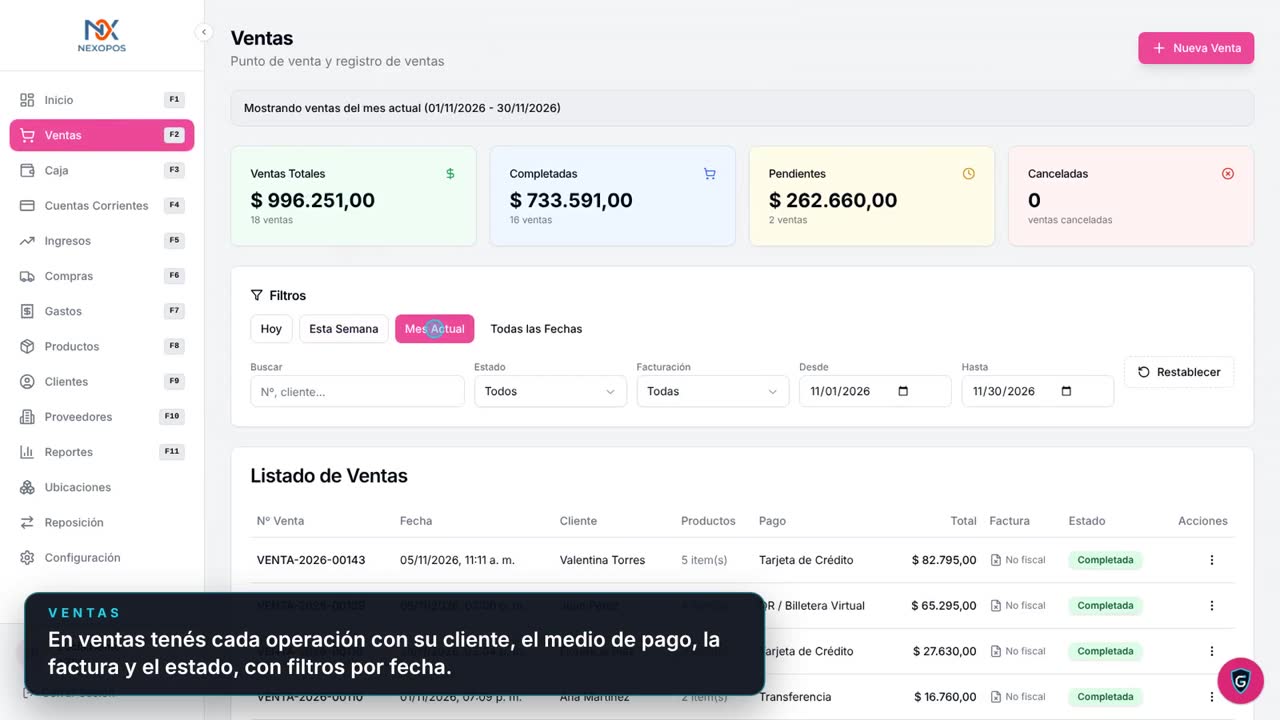 NEXOPOS
Inicio F1
Ventas F2
Caja F3
Cuentas Corrientes F4
Ingresos F5
Compras F6
Gastos F7
Productos F8
Clientes F9
Proveedores F10
Reportes F11
Ubicaciones
Reposición
Configuración
Ventas
Punto de venta y registro de ventas
Nueva Venta
Mostrando ventas del mes actual (01/11/2026 - 30/11/2026)
Ventas Totales
$ 996.251,00
18 ventas
Completadas
$ 733.591,00
16 ventas
Pendientes
$ 262.660,00
2 ventas
Canceladas
0
ventas canceladas
Filtros
Hoy Esta Semana Mes Actual Todas las Fechas
Buscar Estado Facturación Desde Hasta
Nº, cliente... Todos Todas 11/01/2026 11/30/2026 Restablecer
Listado de Ventas
Nº Venta Fecha Cliente Productos Pago Total Factura Estado Acciones
VENTA-2026-00143 05/11/2026, 11:11 a. m. Valentina Torres 5 item(s) Tarjeta de Crédito $ 82.795,00 No fiscal Completada
QR / Billetera Virtual $ 65.295,00 No fiscal Completada
$ 27.630,00 No fiscal Completada
Transferencia $ 16.760,00 No fiscal Completada
VENTAS
En ventas tenés cada operación con su cliente, el medio de pago, la
factura y el estado, con filtros por fecha.